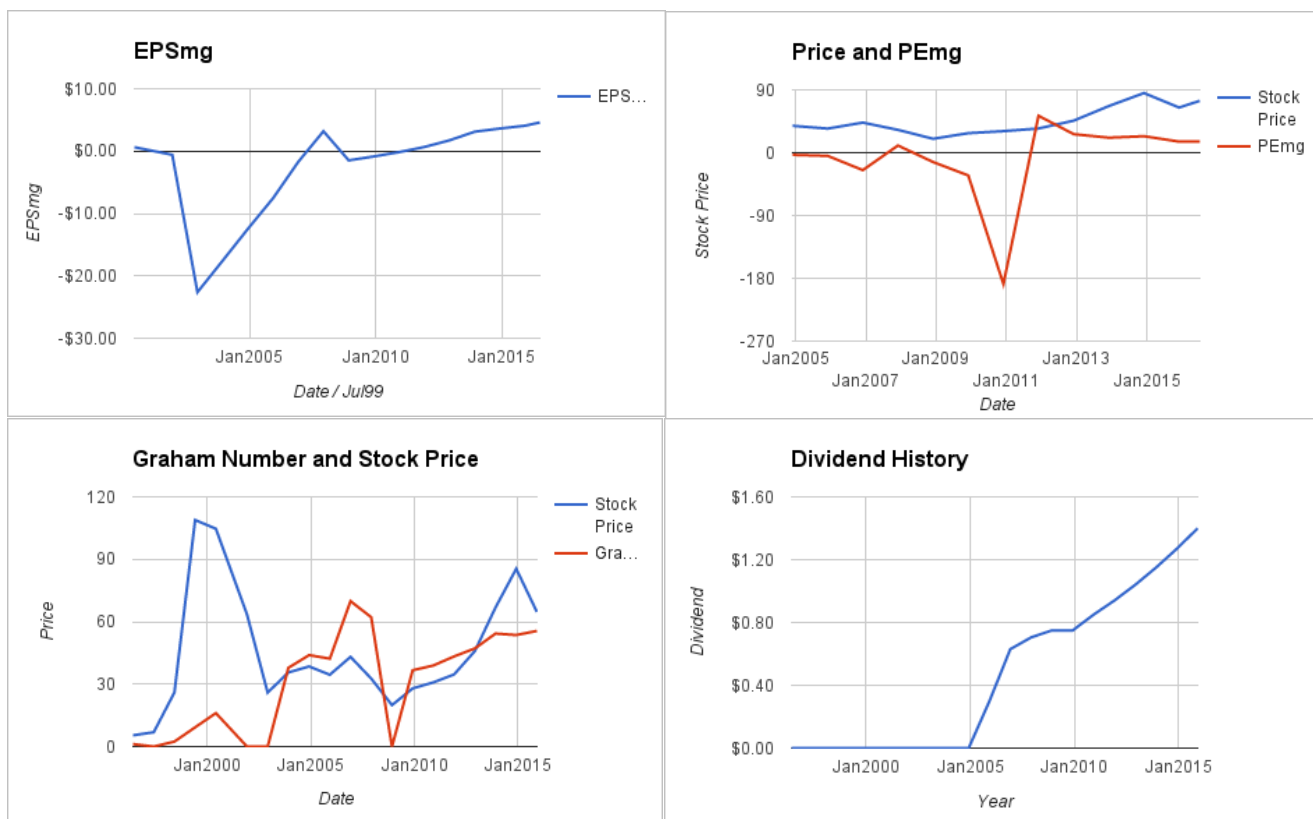 EPSmg
$10.00
$0.00
-$10.00
-$20.00
-$30.00
EPSmg
Jan2005
Jan2010
Jan2015
Date / Jul99
EPS...
Price and PEmg
90
0
-90
-180
-270
Stock Price
Jan2005
Jan2007
Jan2009
Jan2011
Jan2013
Jan2015
Date
Stock
Price
PEmg
Graham Number and Stock Price
120
90
60
30
0
Price
Jan2000
Jan2005
Jan2010
Jan2015
Date
Stock
Price
Gra...
Dividend History
$1.60
$1.20
$0.80
$0.40
$0.00
Dividend
Jan2000
Jan2005
Jan2010
Jan2015
Year